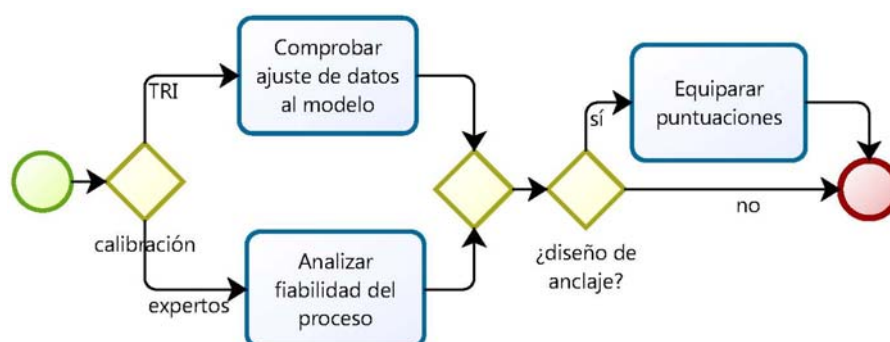 Comprobar
ajuste de datos
al modelo
TRI
Equiparar
puntuaciones
sí
calibración
no
¿diseño de
anclaje?
Analizar
fiabilidad del
proceso
expertos